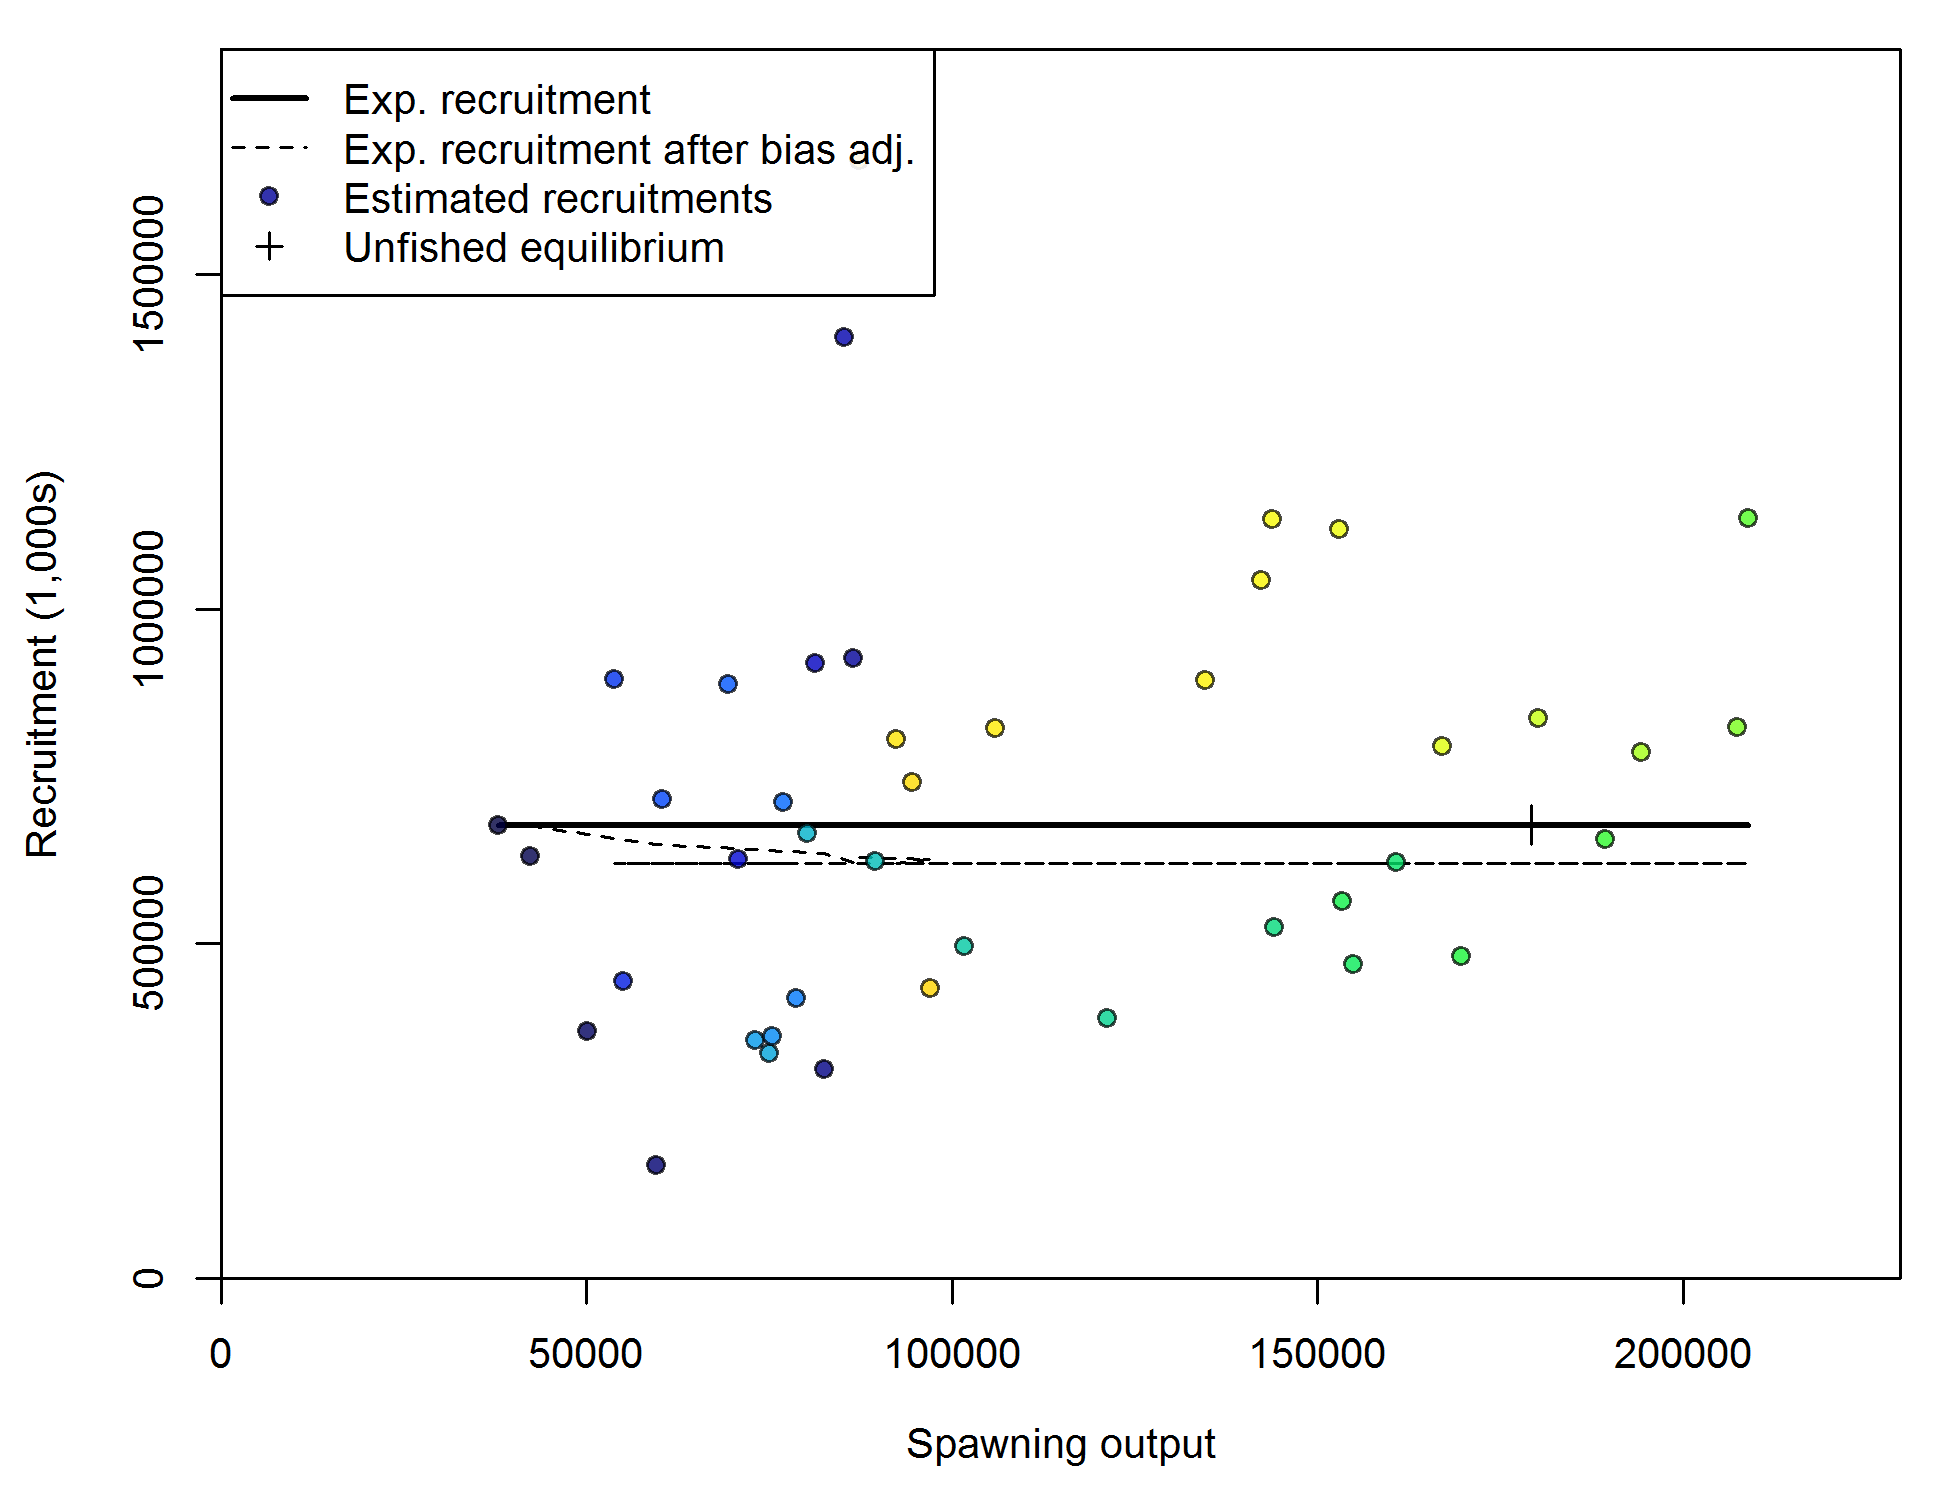 Exp. recruitment
Exp. recruitment after bias adj.
Estimated recruitments
Unfished equilibrium
Recruitment (1,000s)
1500000
1000000
500000
0
0 50000 100000 150000 200000
Spawning output